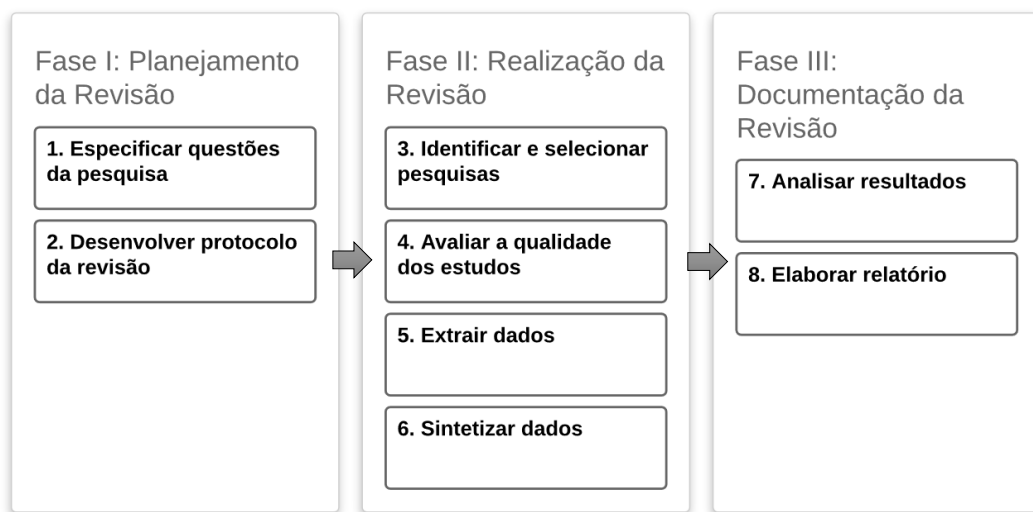 Fase I: Planejamento
da Revisão
1. Especificar questões
da pesquisa
2. Desenvolver protocolo
da revisão
Fase II: Realização da
Revisão
3. Identificar e selecionar
pesquisas
4. Avaliar a qualidade
dos estudos
5. Extrair dados
6. Sintetizar dados
Fase III:
Documentação da
Revisão
7. Analisar resultados
8. Elaborar relatório